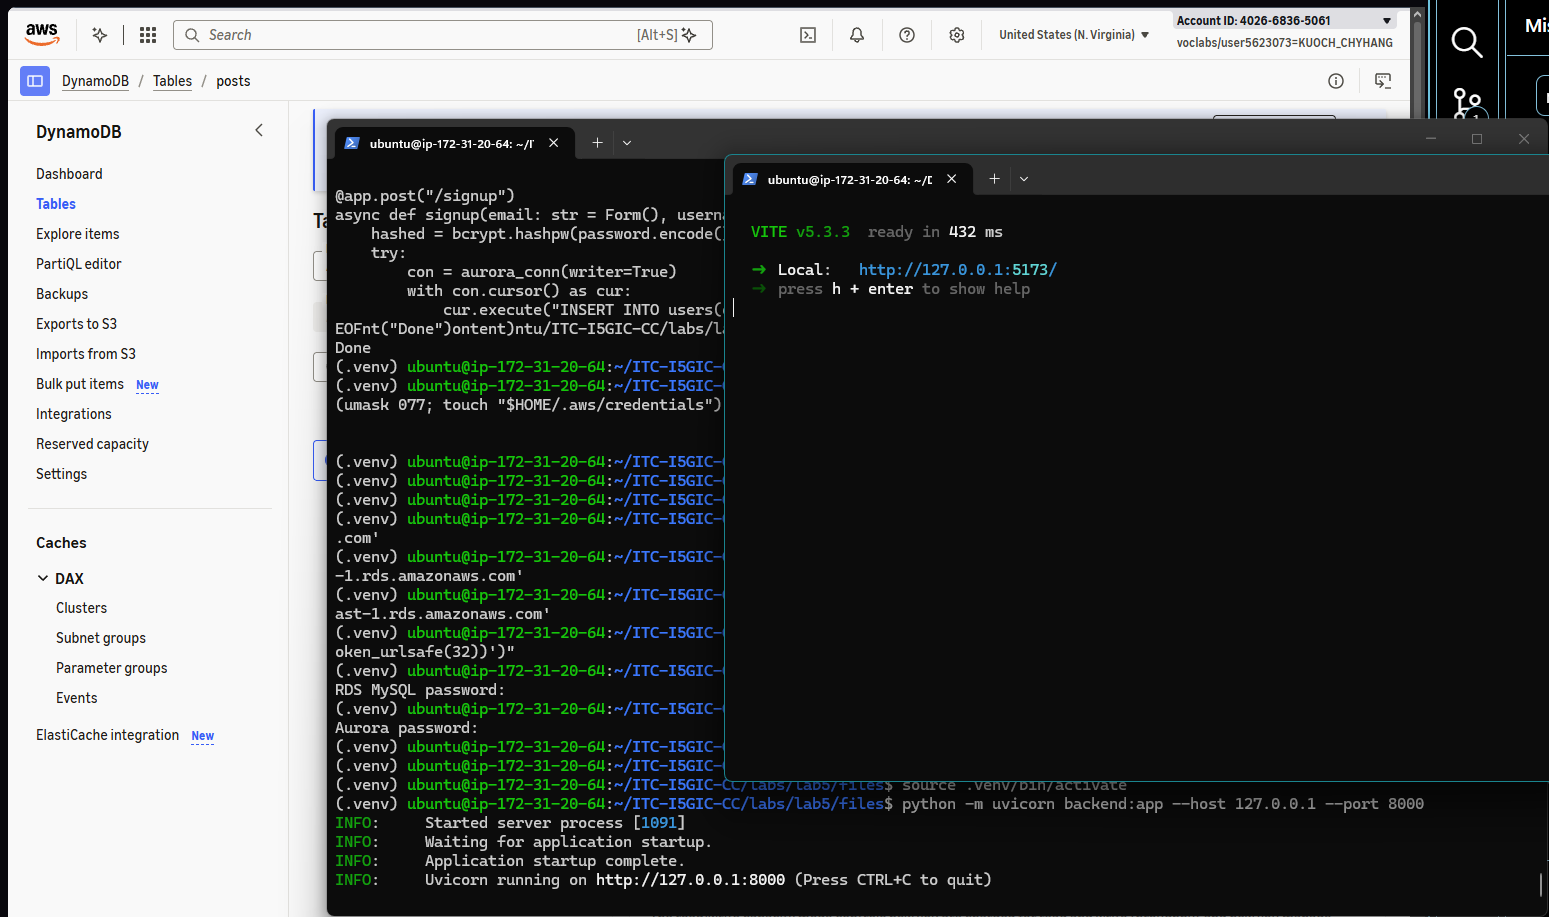 aws
Search
[Alt+S]
United States (N. Virginia)
Account ID: 4026-6836-5061
voclabs/user5623073=KUOCH_CHYHANG
DynamoDB / Tables / posts
DynamoDB
Dashboard
Tables
Explore items
PartiQL editor
Backups
Exports to S3
Imports from S3
Bulk put items New
Integrations
Reserved capacity
Settings
Caches
DAX
Clusters
Subnet groups
Parameter groups
Events
ElastiCache integration New
ubuntu@ip-172-31-20-64: ~/I
@app.post("/signup")
async def signup(email: str = Form(), userna
hashed = bcrypt.hashpw(password.encode(
try:
con = aurora_conn(writer=True)
with con.cursor() as cur:
cur.execute("INSERT INTO users(
EOFnt("Done")ontent)ntu/ITC-I5GIC-CC/labs/l
Done
(.venv) ubuntu@ip-172-31-20-64:~/ITC-I5GIC-
(.venv) ubuntu@ip-172-31-20-64:~/ITC-I5GIC-
(umask 077; touch "$HOME/.aws/credentials")
(.venv) ubuntu@ip-172-31-20-64:~/ITC-I5GIC-
(.venv) ubuntu@ip-172-31-20-64:~/ITC-I5GIC-
(.venv) ubuntu@ip-172-31-20-64:~/ITC-I5GIC-
(.venv) ubuntu@ip-172-31-20-64:~/ITC-I5GIC-
.com'
(.venv) ubuntu@ip-172-31-20-64:~/ITC-I5GIC-
-1.rds.amazonaws.com'
(.venv) ubuntu@ip-172-31-20-64:~/ITC-I5GIC-
ast-1.rds.amazonaws.com'
(.venv) ubuntu@ip-172-31-20-64:~/ITC-I5GIC-
oken_urlsafe(32))')"
(.venv) ubuntu@ip-172-31-20-64:~/ITC-I5GIC-
RDS MySQL password:
(.venv) ubuntu@ip-172-31-20-64:~/ITC-I5GIC-
Aurora password:
(.venv) ubuntu@ip-172-31-20-64:~/ITC-I5GIC-
(.venv) ubuntu@ip-172-31-20-64:~/ITC-I5GIC-
(.venv) ubuntu@ip-172-31-20-64:~/ITC-I5GIC-CC/labs/lab5/files$ source .venv/bin/activate
(.venv) ubuntu@ip-172-31-20-64:~/ITC-I5GIC-CC/labs/lab5/files$ python -m uvicorn backend:app --host 127.0.0.1 --port 8000
INFO: Started server process [1091]
INFO: Waiting for application startup.
INFO: Application startup complete.
INFO: Uvicorn running on http://127.0.0.1:8000 (Press CTRL+C to quit)
ubuntu@ip-172-31-20-64: ~/I
VITE v5.3.3 ready in 432 ms
➜ Local: http://127.0.0.1:5173/
➜ press h + enter to show help